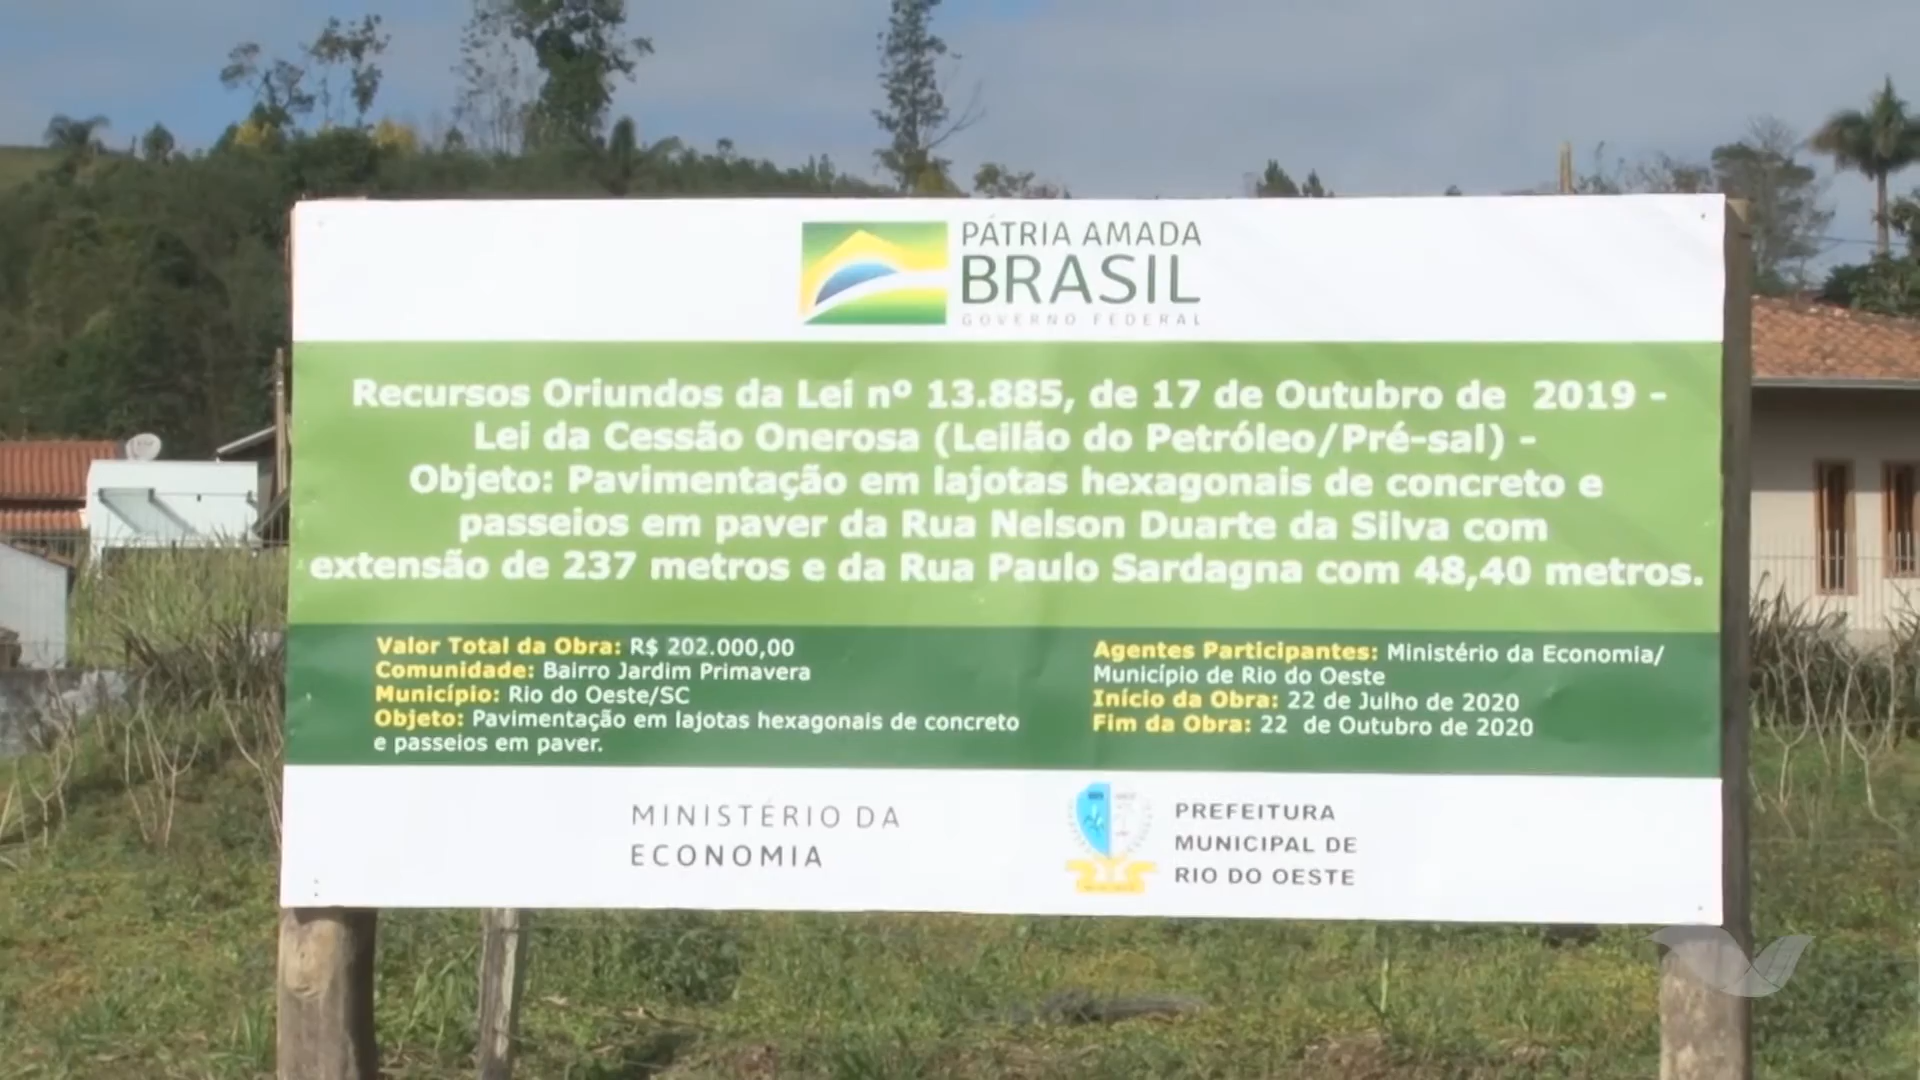 PÁTRIA AMADA
BRASIL
GOVERNO FEDERAL
Recursos Oriundos da Lei nº 13.885, de 17 de Outubro de 2019 -
Lei da Cessão Onerosa (Leilão do Petróleo/Pré-sal) -
Objeto: Pavimentação em lajotas hexagonais de concreto e
passeios em paver da Rua Nelson Duarte da Silva com
extensão de 237 metros e da Rua Paulo Sardagna com 48,40 metros.
Valor Total da Obra: R$ 202.000,00
Comunidade: Bairro Jardim Primavera
Município: Rio do Oeste/SC
Objeto: Pavimentação em lajotas hexagonais de concreto
e passeios em paver.
Agentes Participantes: Ministério da Economia/
Município de Rio do Oeste
Início da Obra: 22 de Julho de 2020
Fim da Obra: 22 de Outubro de 2020
MINISTÉRIO DA
ECONOMIA
PREFEITURA
MUNICIPAL DE
RIO DO OESTE